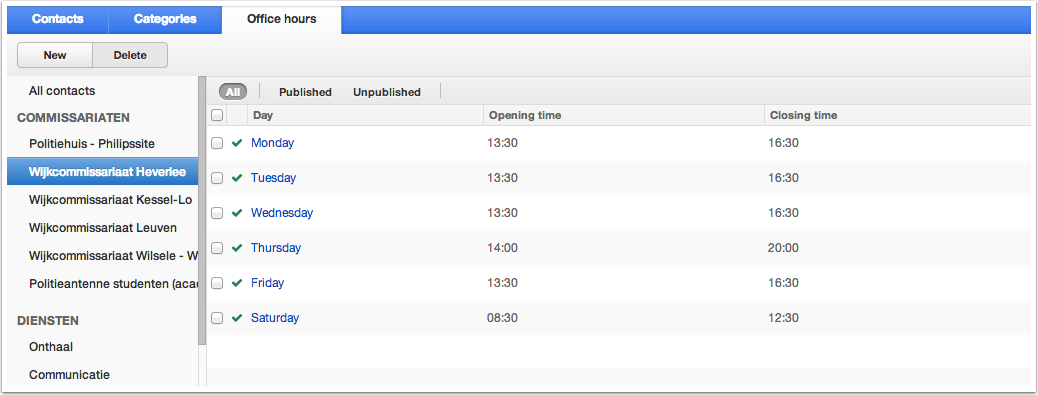 Contacts Categories Office hours
New Delete
All contacts
COMMISSARIATEN
Politiehuis - Philipssite
Wijkcommissariaat Heverlee
Wijkcommissariaat Kessel-Lo
Wijkcommissariaat Leuven
Wijkcommissariaat Wilsele - W
Politieantenne studenten (aca
DIENSTEN
Onthaal
Communicatie
All Published Unpublished
Day Opening time Closing time
Monday 13:30 16:30
Tuesday 13:30 16:30
Wednesday 13:30 16:30
Thursday 14:00 20:00
Friday 13:30 16:30
Saturday 08:30 12:30